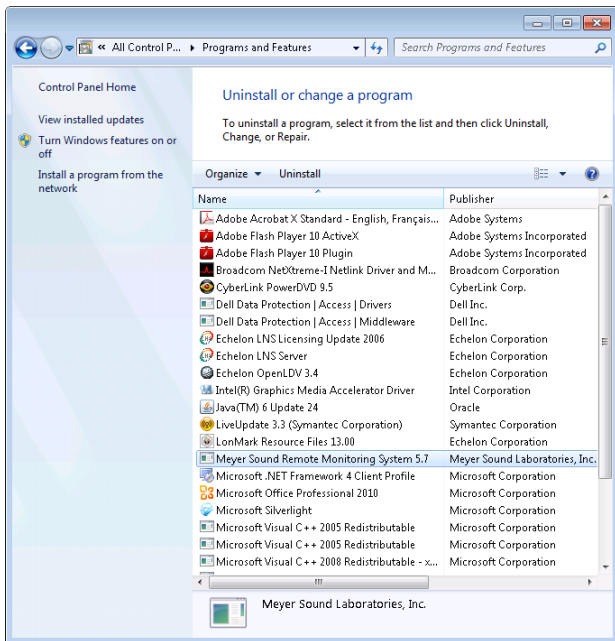 « All Control P... ▸ Programs and Features
Search Programs and Features
Control Panel Home
View installed updates
Turn Windows features on or
off
Install a program from the
network
Uninstall or change a program
To uninstall a program, select it from the list and then click Uninstall,
Change, or Repair.
Organize Uninstall
Name Publisher
Adobe Acrobat X Standard - English, Français... Adobe Systems
Adobe Flash Player 10 ActiveX Adobe Systems Incorporated
Adobe Flash Player 10 Plugin Adobe Systems Incorporated
Broadcom NetXtreme-I Netlink Driver and M... Broadcom Corporation
CyberLink PowerDVD 9.5 CyberLink Corp.
Dell Data Protection | Access | Drivers Dell Inc.
Dell Data Protection | Access | Middleware Dell Inc.
Echelon LNS Licensing Update 2006 Echelon Corporation
Echelon LNS Server Echelon Corporation
Echelon OpenLDV 3.4 Echelon Corporation
Intel(R) Graphics Media Accelerator Driver Intel Corporation
Java(TM) 6 Update 24 Oracle
LiveUpdate 3.3 (Symantec Corporation) Symantec Corporation
LonMark Resource Files 13.00 Echelon Corporation
Meyer Sound Remote Monitoring System 5.7 Meyer Sound Laboratories, Inc.
Microsoft .NET Framework 4 Client Profile Microsoft Corporation
Microsoft Office Professional 2010 Microsoft Corporation
Microsoft Silverlight Microsoft Corporation
Microsoft Visual C++ 2005 Redistributable Microsoft Corporation
Microsoft Visual C++ 2005 Redistributable Microsoft Corporation
Microsoft Visual C++ 2008 Redistributable - x... Microsoft Corporation
Meyer Sound Laboratories, Inc.